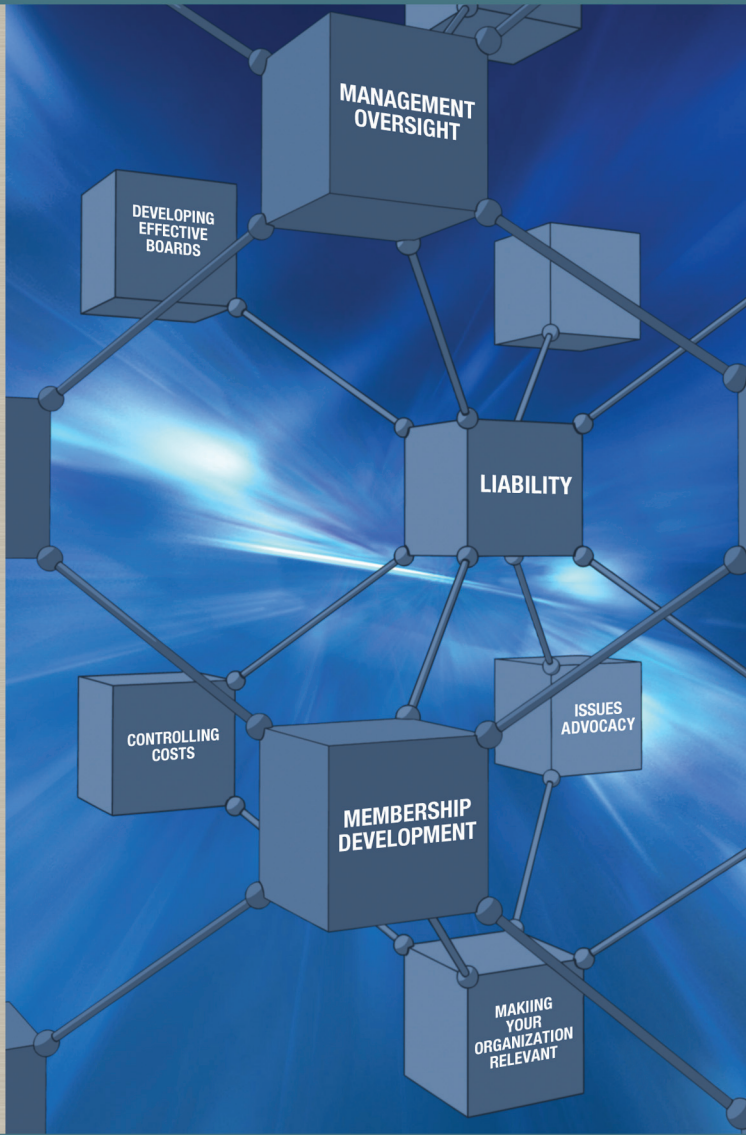 MANAGEMENT
OVERSIGHT
DEVELOPING
EFFECTIVE
BOARDS
LIABILITY
CONTROLLING
COSTS
ISSUES
ADVOCACY
MEMBERSHIP
DEVELOPMENT
MAKIING
YOUR
ORGANIZATION
RELEVANT